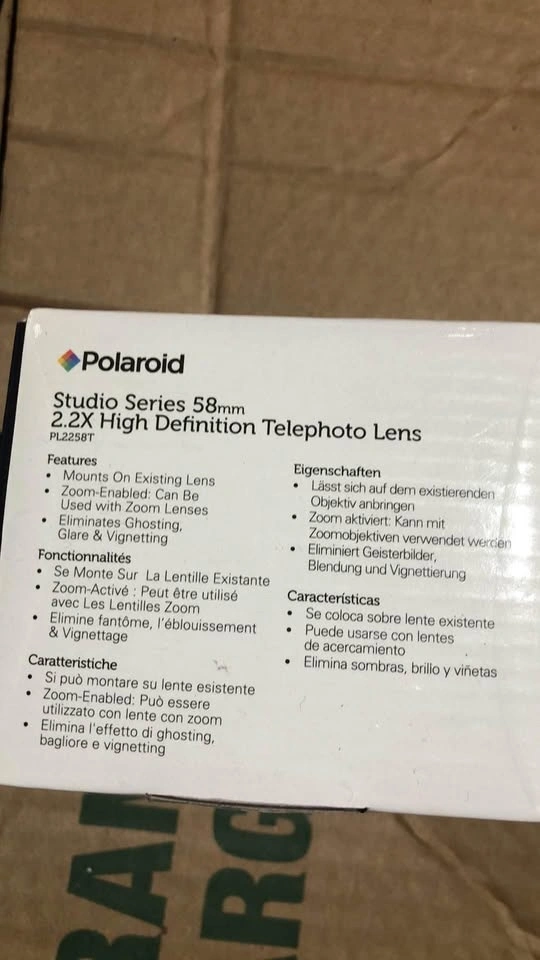 Polaroid
Studio Series 58mm
2.2X High Definition Telephoto Lens
PL2258T
Features
• Mounts On Existing Lens
• Zoom-Enabled: Can Be
Used with Zoom Lenses
• Eliminates Ghosting,
Glare & Vignetting
Fonctionnalités
• Se Monte Sur La Lentille Existante
• Zoom-Activé : Peut être utilisé
avec Les Lentilles Zoom
• Elimine fantôme, l'éblouissement
& Vignettage
Caratteristiche
• Si può montare su lente esistente
• Zoom-Enabled: Può essere
utilizzato con lente con zoom
• Elimina l'effetto di ghosting,
bagliore e vignetting
Eigenschaften
• Lässt sich auf dem existierenden
Objektiv anbringen
• Zoom aktiviert: Kann mit
Zoomobjektiven verwendet werden
• Eliminiert Geisterbilder,
Blendung und Vignettierung
Características
• Se coloca sobre lente existente
• Puede usarse con lentes
de acercamiento
• Elimina sombras, brillo y viñetas